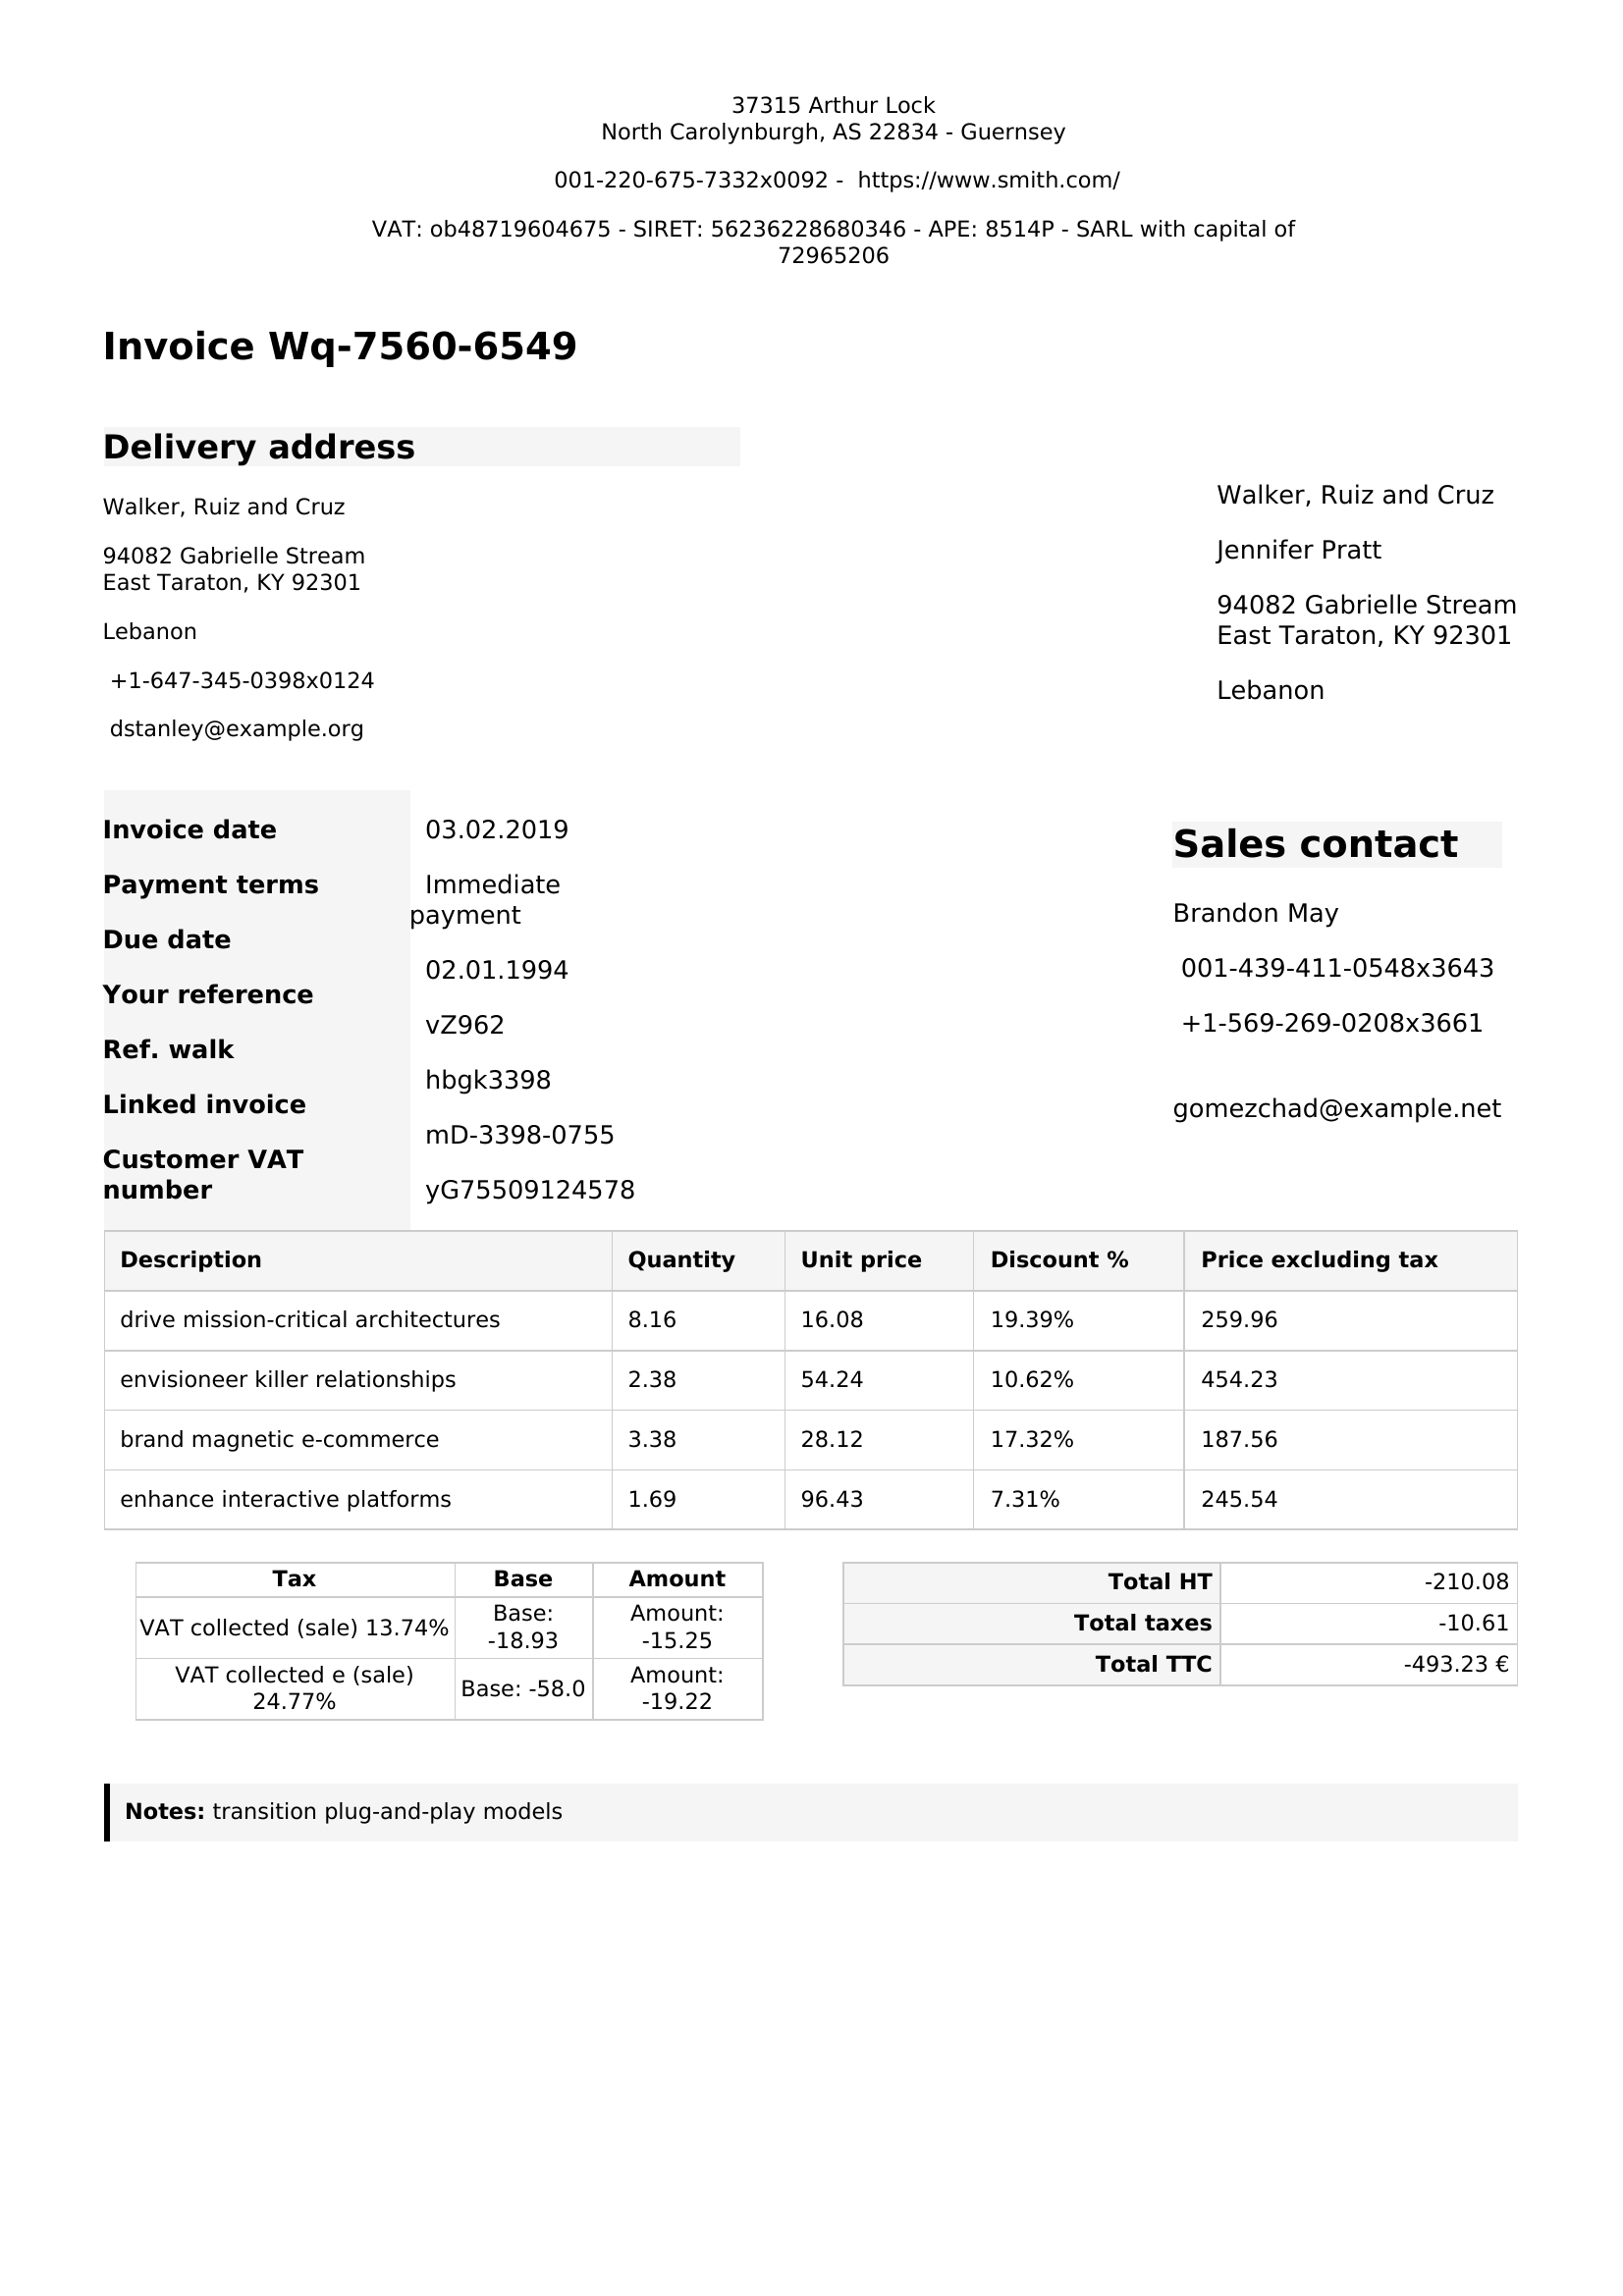 37315 Arthur Lock
North Carolynburgh, AS 22834 - Guernsey
001-220-675-7332x0092 - https://www.smith.com/
VAT: ob48719604675 - SIRET: 56236228680346 - APE: 8514P - SARL with capital of
72965206
Invoice Wq-7560-6549
Delivery address
Walker, Ruiz and Cruz
94082 Gabrielle Stream
East Taraton, KY 92301
Lebanon
+1-647-345-0398x0124
dstanley@example.org
Walker, Ruiz and Cruz
Jennifer Pratt
94082 Gabrielle Stream
East Taraton, KY 92301
Lebanon
Invoice date
Payment terms
Due date
Your reference
Ref. walk
Linked invoice
Customer VAT
number
03.02.2019
Immediate
payment
02.01.1994
vZ962
hbgk3398
mD-3398-0755
yG75509124578
Sales contact
Brandon May
001-439-411-0548x3643
+1-569-269-0208x3661
gomezchad@example.net
Description Quantity Unit price Discount % Price excluding tax
drive mission-critical architectures 8.16 16.08 19.39% 259.96
envisioneer killer relationships 2.38 54.24 10.62% 454.23
brand magnetic e-commerce 3.38 28.12 17.32% 187.56
enhance interactive platforms 1.69 96.43 7.31% 245.54
Tax Base Amount
VAT collected (sale) 13.74% Base: -18.93 Amount: -15.25
VAT collected e (sale) 24.77% Base: -58.0 Amount: -19.22
Total HT -210.08
Total taxes -10.61
Total TTC -493.23 €
Notes: transition plug-and-play models